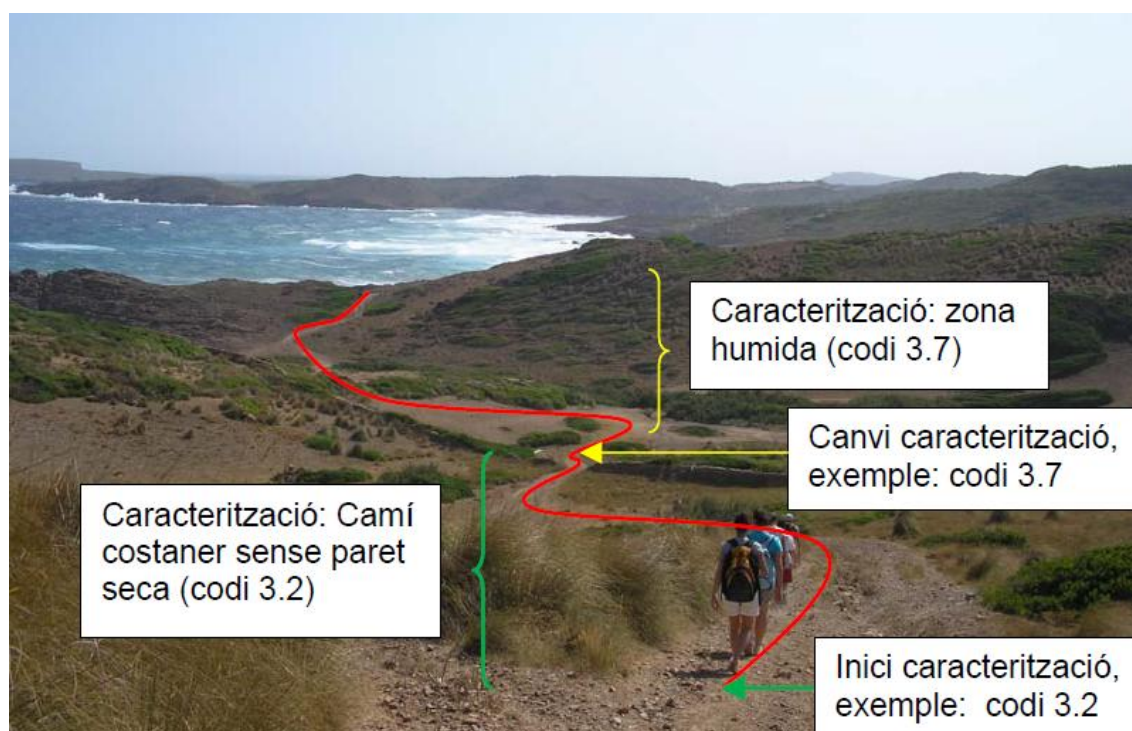 Caracterització: zona
humida (codi 3.7)
Canvi caracterització,
exemple: codi 3.7
Caracterització: Camí
costaner sense paret
seca (codi 3.2)
Inici caracterització,
exemple:  codi 3.2